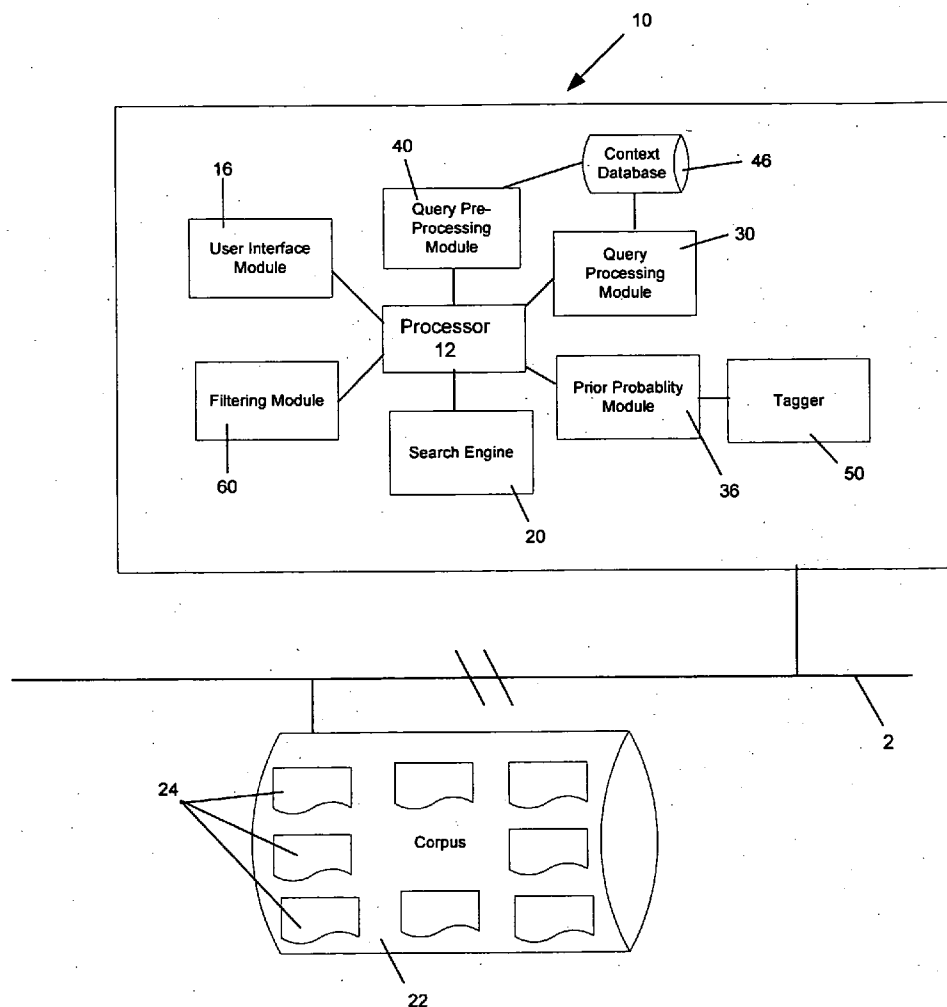 10
40
Context
Database
46
16
Query Pre-
Processing
Module
User Interface
Module
30
Query
Processing
Module
Processor
12
Filtering Module
Prior Probablity
Module
Tagger
Search Engine
60
36
50
20
2
24
Corpus
22